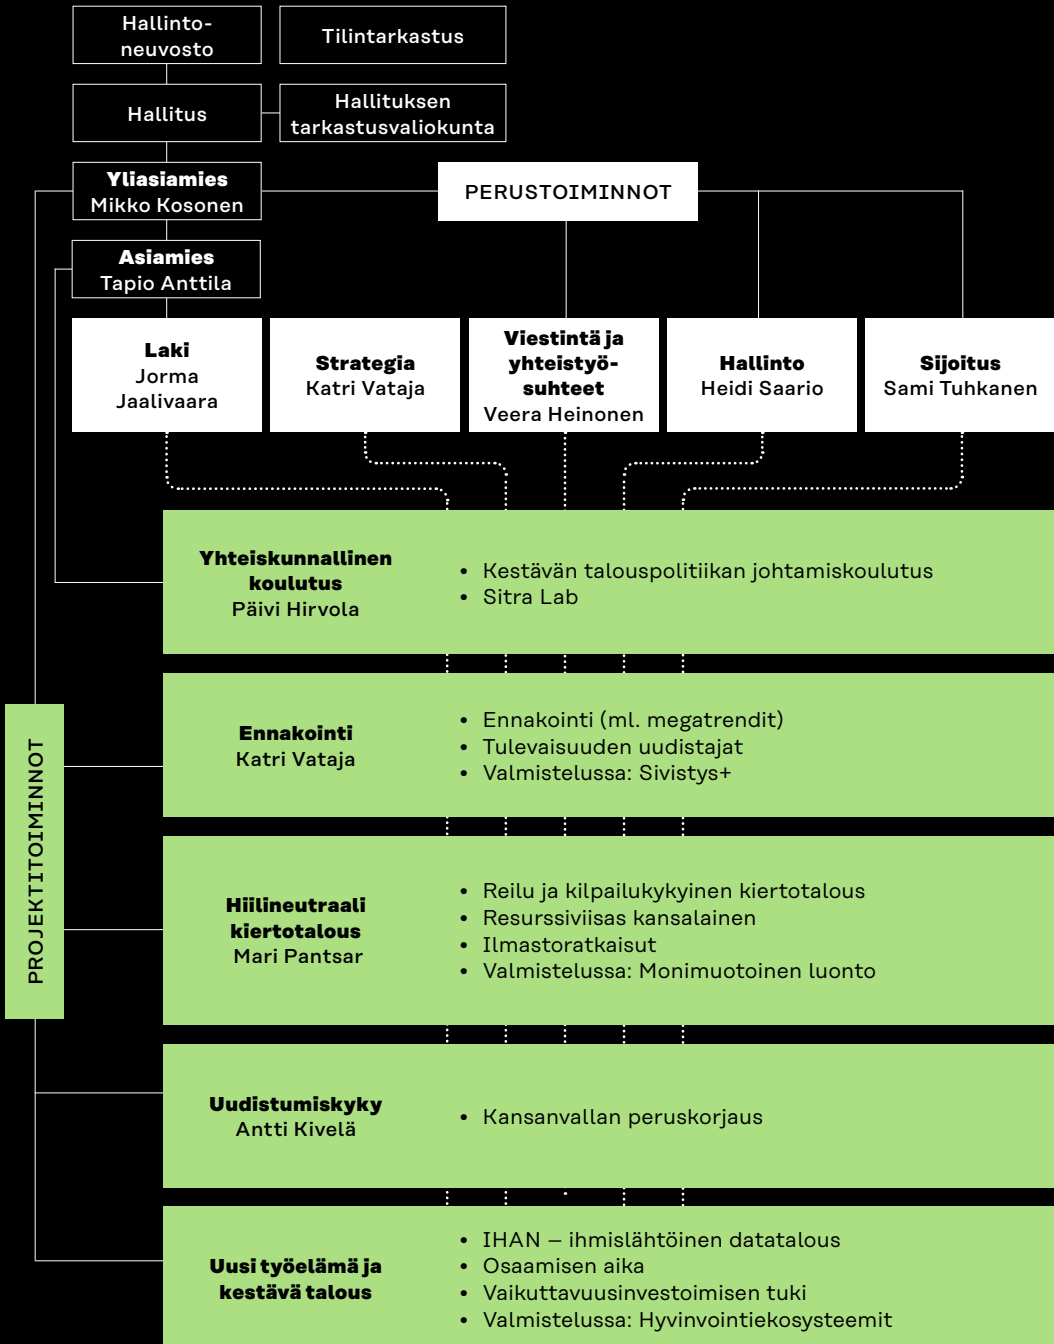 Hallinto-
neuvosto
Tilintarkastus
Hallitus
Hallituksen
tarkastusvaliokunta
Yliasiamies
Mikko Kosonen
PERUSTOIMINNOT
Asiamies
Tapio Anttila
Laki
Jorma
Jaalivaara
Strategia
Katri Vataja
Viestintä ja
yhteistyö-
suhteet
Veera Heinonen
Hallinto
Heidi Saario
Sijoitus
Sami Tuhkanen
PROJEKTITOIMINNOT
Yhteiskunnallinen
koulutus
Päivi Hirvola
• Kestävän talouspolitiikan johtamiskoulutus
• Sitra Lab
Ennakointi
Katri Vataja
• Ennakointi (ml. megatrendit)
• Tulevaisuuden uudistajat
• Valmistelussa: Sivistys+
Hiilineutraali
kiertotalous
Mari Pantsar
• Reilu ja kilpailukykyinen kiertotalous
• Resurssiviisas kansalainen
• Ilmastoratkaisut
• Valmistelussa: Monimuotoinen luonto
Uudistumiskyky
Antti Kivelä
• Kansanvallan peruskorjaus
Uusi työelämä ja
kestävä talous
• IHAN – ihmislähtöinen datatalous
• Osaamisen aika
• Vaikuttavuusinvestoimisen tuki
• Valmistelussa: Hyvinvointiekosysteemit